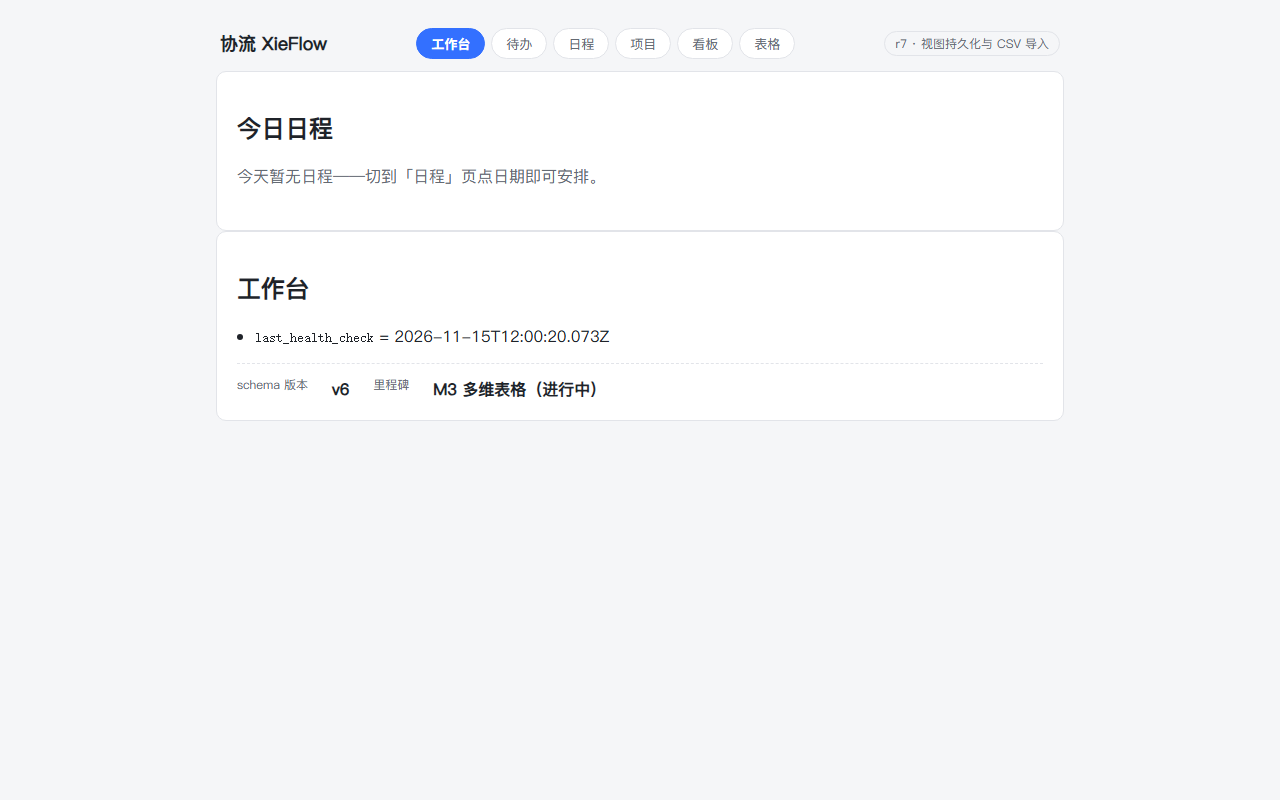 协流 XieFlow
工作台 待办 日程 项目 看板 表格
r7 · 视图持久化与 CSV 导入
今日日程
今天暂无日程——切到「日程」页点日期即可安排。
工作台
last_health_check = 2026-11-15T12:00:20.073Z
schema 版本 v6 里程碑 M3 多维表格（进行中）